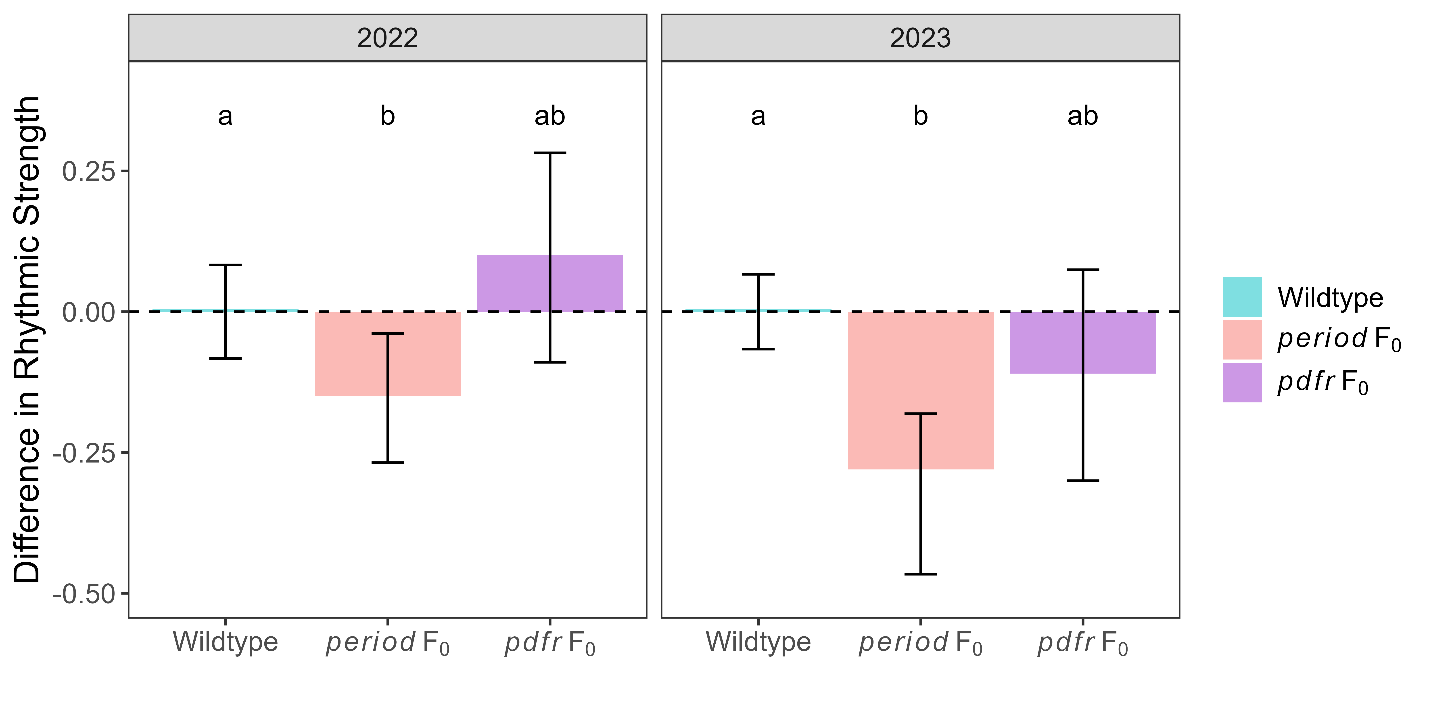 2022
2023
Difference in Rhythmic Strength
a
b
ab
a
b
ab
0.25
0.00
-0.25
-0.50
Wildtype
period F₀
pdfr F₀
Wildtype
period F₀
pdfr F₀
Wildtype
period F₀
pdfr F₀